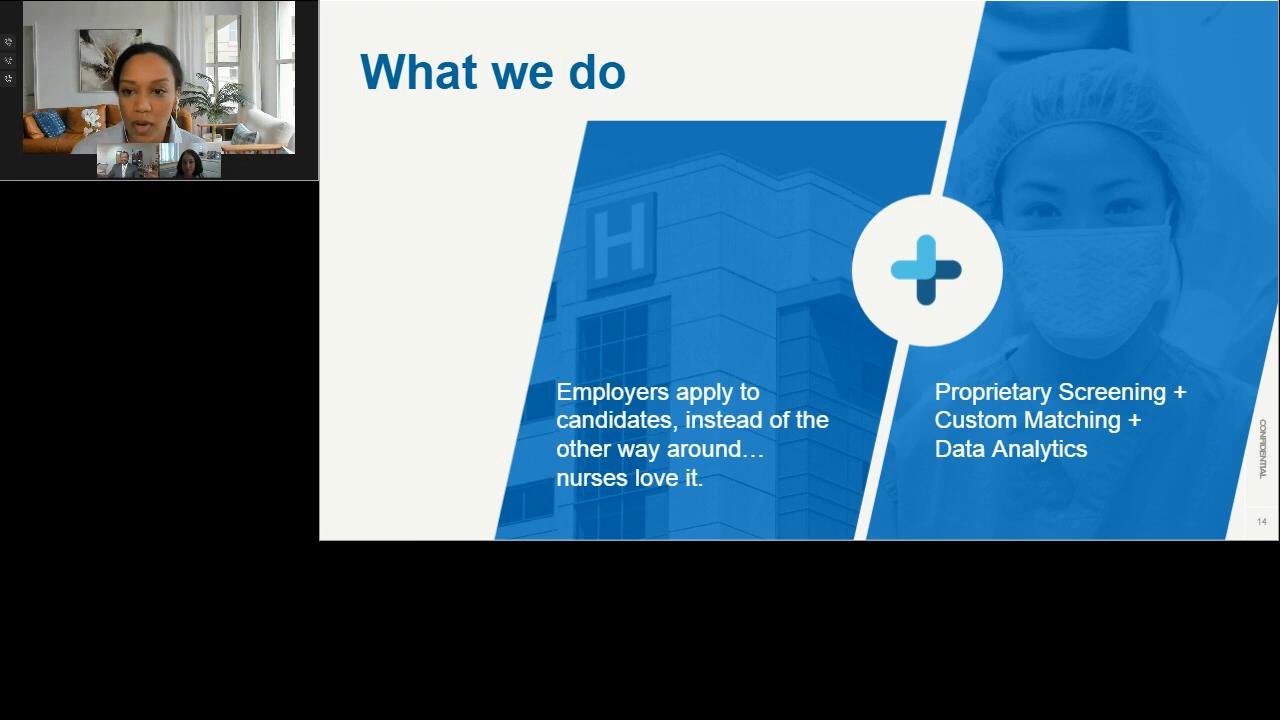 What we do
H
Employers apply to
candidates, instead of the
other way around…
nurses love it.
Proprietary Screening +
Custom Matching +
Data Analytics
CONFIDENTIAL
14